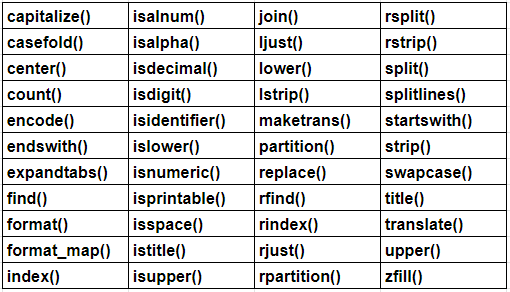 capitalize() isalnum() join() rsplit()
casefold() isalpha() ljust() rstrip()
center() isdecimal() lower() split()
count() isdigit() lstrip() splitlines()
encode() isidentifier() maketrans() startswith()
endswith() islower() partition() strip()
expandtabs() isnumeric() replace() swapcase()
find() isprintable() rfind() title()
format() isspace() rindex() translate()
format_map() istitle() rjust() upper()
index() isupper() rpartition() zfill()